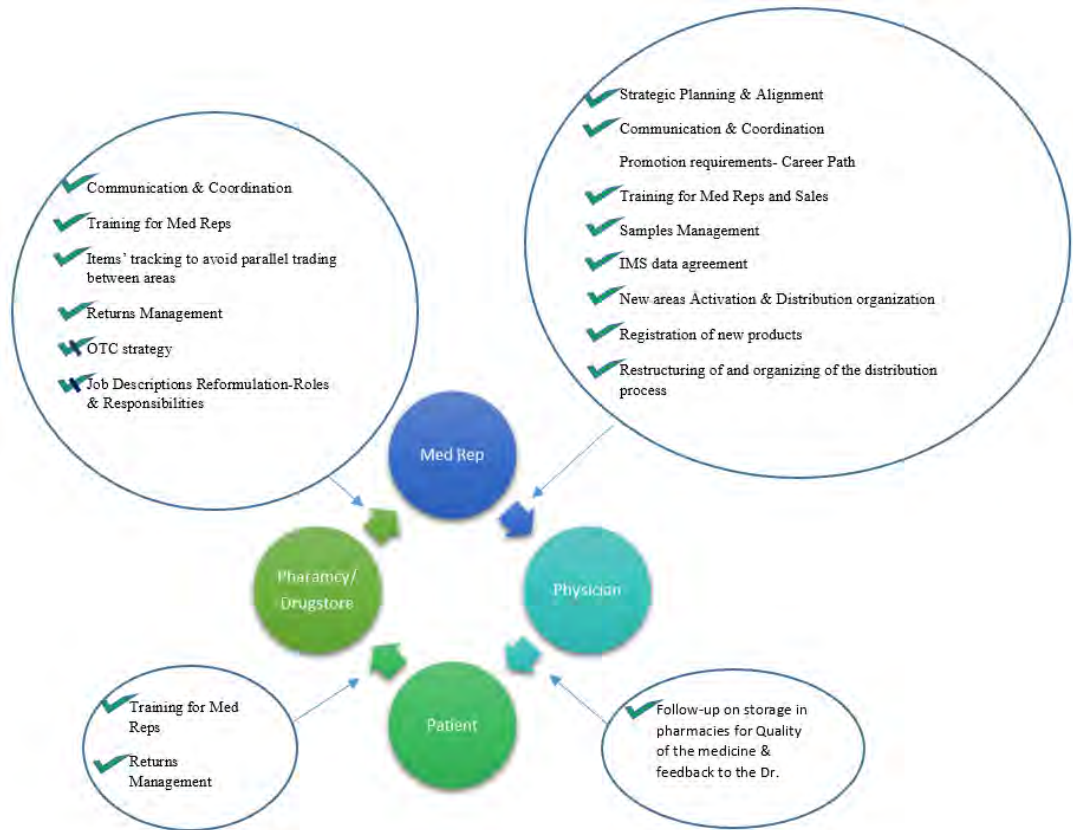 Strategic Planning & Alignment
Communication & Coordination
Promotion requirements- Career Path
Training for Med Reps and Sales
Samples Management
IMS data agreement
New areas Activation & Distribution organization
Registration of new products
Restructuring of and organizing of the distribution
process
Communication & Coordination
Training for Med Reps
Items’ tracking to avoid parallel trading
between areas
Returns Management
OTC strategy
Job Descriptions Reformulation-Roles
& Responsibilities
Med Rep
Pharamcy/
Drugstore
Physician
Patient
Training for Med
Reps
Returns
Management
Follow-up on storage in
pharmacies for Quality
of the medicine &
feedback to the Dr.